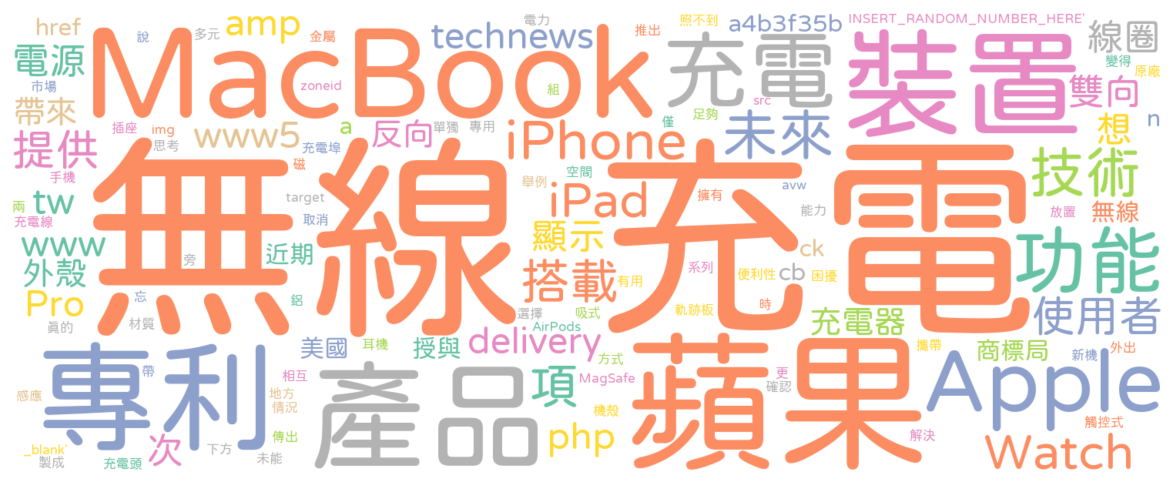 href amp technews 電力 推出 照不到 a4b3f35b INSERT_RANDOM_NUMBER_HERE'
MacBook 多元 金屬 說 充電 裝置 線圈 變得 原廠
電源 市場 zoneid 組 src 雙向
帶來 插座 img 思考 www5 充電埠 a 反向 單獨 專用 iPhone 僅 足夠 未來 想 n
提供 手機 磁 舉例 空間 avw 技術
無線充電
兩 tw 充電線 target 取消 iPad 擁有 能力 放置 無線
www 外殼 旁 近期 顯示 搭載 有用 系列 便利性 cb ck 困擾 功能
Pro 忘 鋁 選擇 吸式 軌跡板 充電器 使用者
真的 材質 AirPods
專利 美國 耳機 授與 delivery 方式 蘋果 攜帶 商標局 新機 外出
感應 帶 相互 產品 項 MagSafe 更 確認 Apple
地方 情況 機殼 觸控式
_blank' 製成 充電頭 次 下方 傳出 未能 php 解決 Watch
時